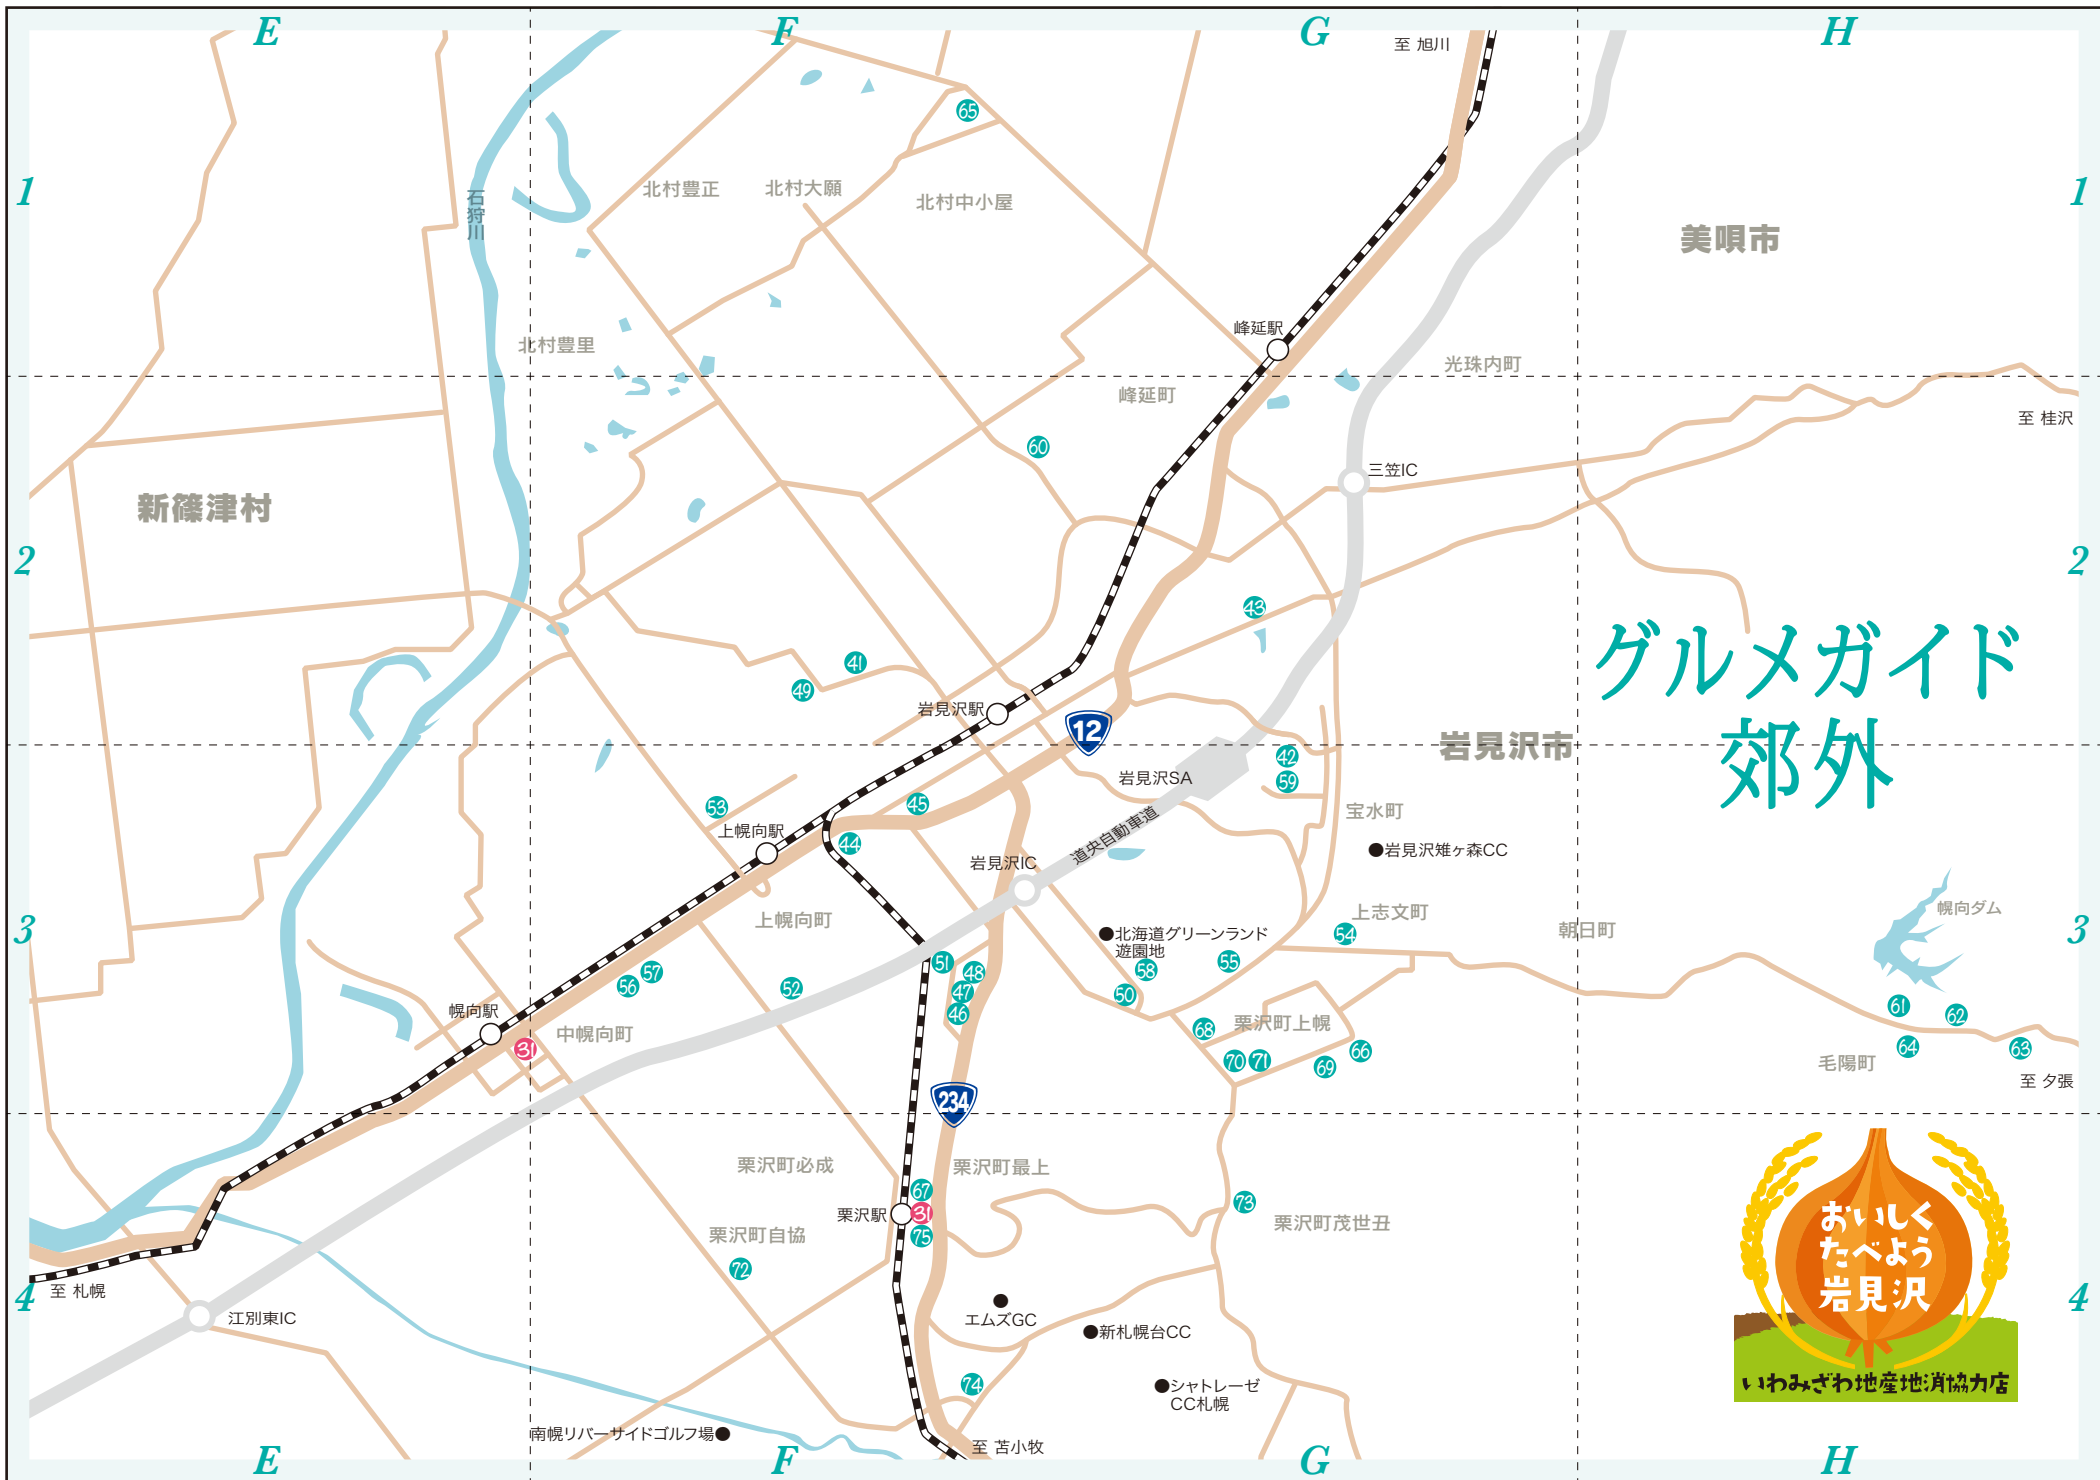 E
F
G
H
至 旭川
65
1
石狩川
北村豊正
北村大願
北村中小屋
1
美唄市
北村豊里
峰延駅
光珠内町
峰延町
至 桂沢
60
三笠IC
新篠津村
2
2
43
グルメガイド
郊外
41
49
岩見沢駅
12
岩見沢市
42
岩見沢SA
59
53
45
宝水町
上幌向駅
44
道央自動車道
岩見沢雉ヶ森CC
岩見沢IC
上幌向町
上志文町
幌向ダム
3
54
朝日町
3
北海道グリーンランド
遊園地
51
55
56
57
48
58
52
47
50
46
61
62
幌向駅
31
中幌向町
68
栗沢町上幌
70
71
69
66
64
63
毛陽町
至 夕張
234
栗沢町必成
栗沢町最上
67
栗沢駅
31
75
73
栗沢町茂世丑
栗沢町自協
72
おいしく
たべよう
岩見沢
いわみざわ地産地消協力店
4
至 札幌
江別東IC
エムズGC
新札幌台CC
4
74
シャトレーゼ
CC札幌
南幌リバーサイドゴルフ場
至 苫小牧
E
F
G
H